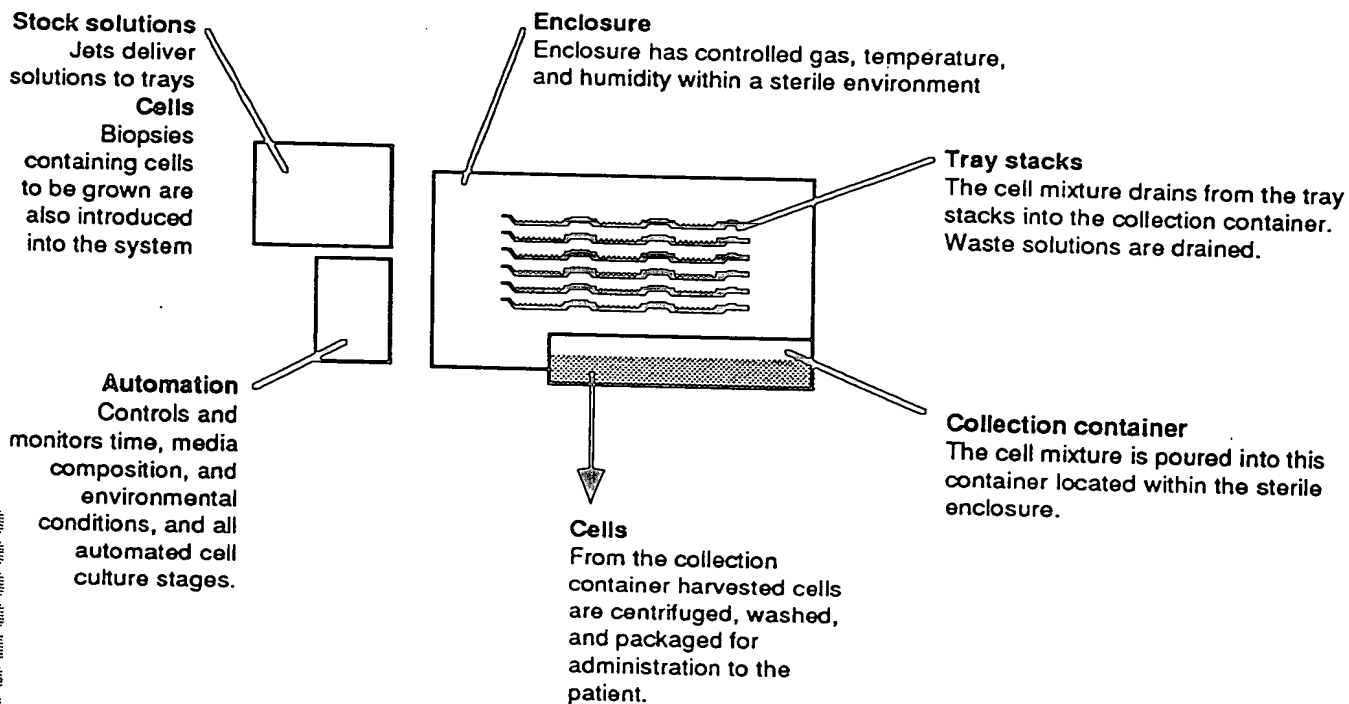 Stock solutions
Jets deliver
solutions to trays
Cells
Biopsies
containing cells
to be grown are
also introduced
into the system
Enclosure
Enclosure has controlled gas, temperature,
and humidity within a sterile environment
Tray stacks
The cell mixture drains from the tray
stacks into the collection container.
Waste solutions are drained.
Automation
Controls and
monitors time, media
composition, and
environmental
conditions, and all
automated cell
culture stages.
Collection container
The cell mixture is poured into this
container located within the sterile
enclosure.
Cells
From the collection
container harvested cells
are centrifuged, washed,
and packaged for
administration to the
patient.